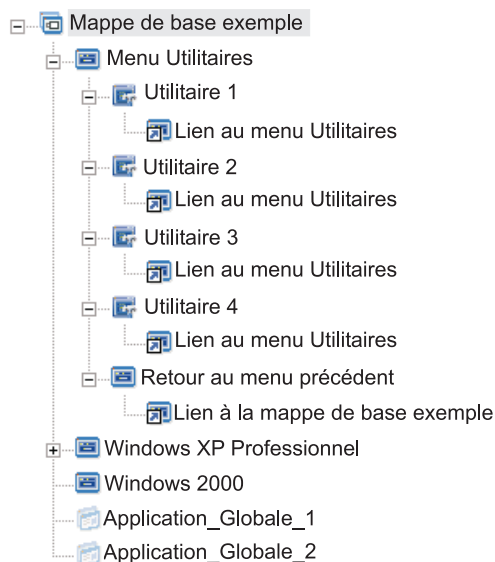 Mappe de base exemple
Menu Utilitaires
Utilitaire 1
Lien au menu Utilitaires
Utilitaire 2
Lien au menu Utilitaires
Utilitaire 3
Lien au menu Utilitaires
Utilitaire 4
Lien au menu Utilitaires
Retour au menu précédent
Lien à la mappe de base exemple
Windows XP Professionnel
Windows 2000
Application_Globale_1
Application_Globale_2